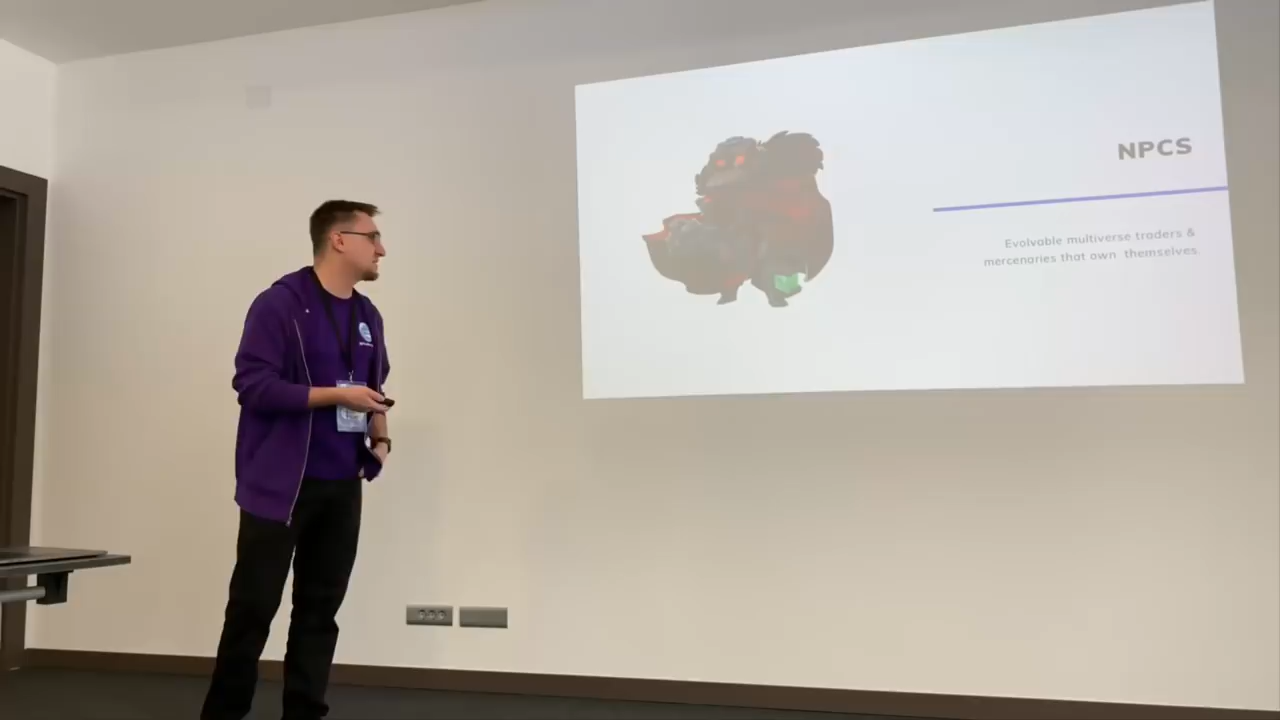 NPCS
Evolvable multiverse traders &
mercenaries that own themselves.